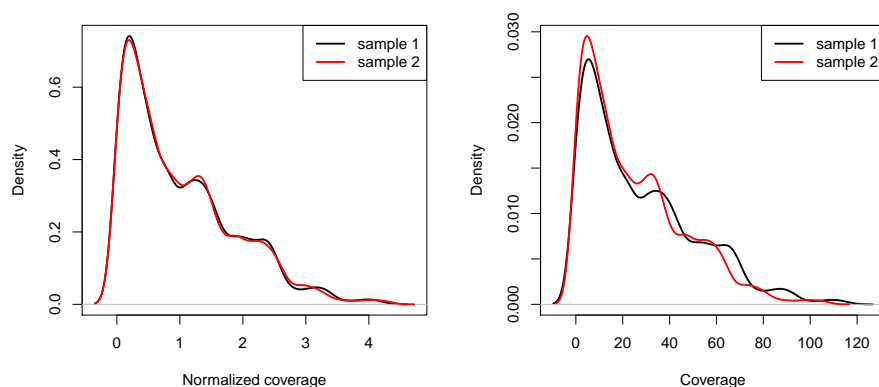 sample 1
sample 2
Density
0.0
0.2
0.4
0.6
0 1 2 3 4
Normalized coverage
sample 1
sample 2
Density
0.000
0.010
0.020
0.030
0 20 40 60 80 100 120
Coverage